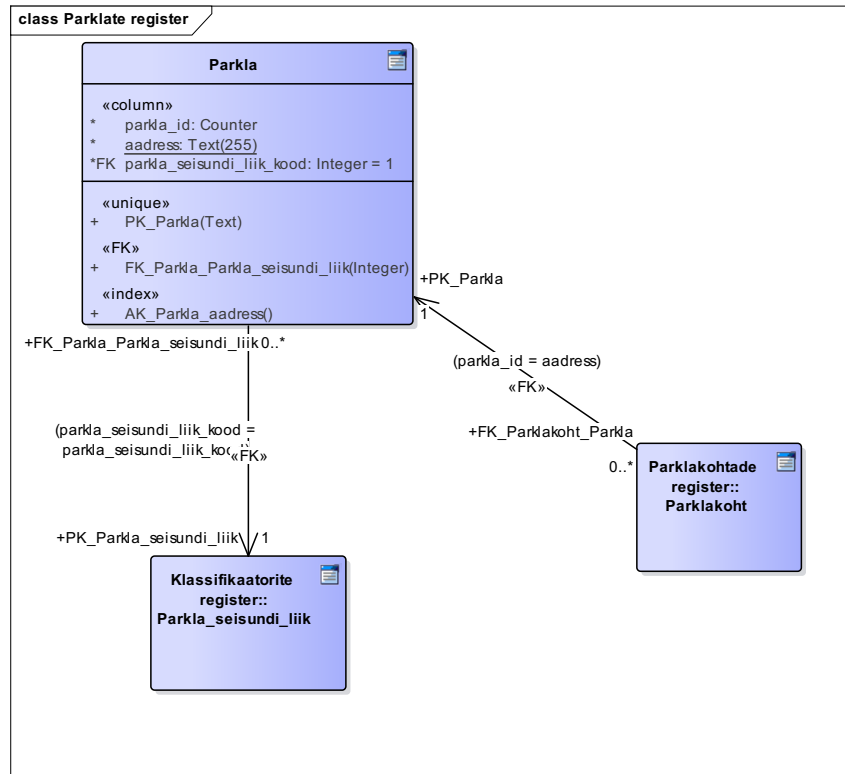 class Parklate register
Parkla
«column»
* parkla_id: Counter
* aadress: Text(255)
*FK parkla_seisundi_liik_kood: Integer = 1
«unique»
+ PK_Parkla(Text)
«FK»
+ FK_Parkla_Parkla_seisundi_liik(Integer)
«index»
+ AK_Parkla_aadress()
+PK_Parkla
1
+FK_Parkla_Parkla_seisundi_liik 0..*
(parkla_id = aadress)
«FK»
+FK_Parklakoht_Parkla
0..*
(parkla_seisundi_liik_kood =
parkla_seisundi_liik_kood)
«FK»
Parklakohtade
register::
Parklakoht
+PK_Parkla_seisundi_liik 1
Klassifikaatorite
register::
Parkla_seisundi_liik